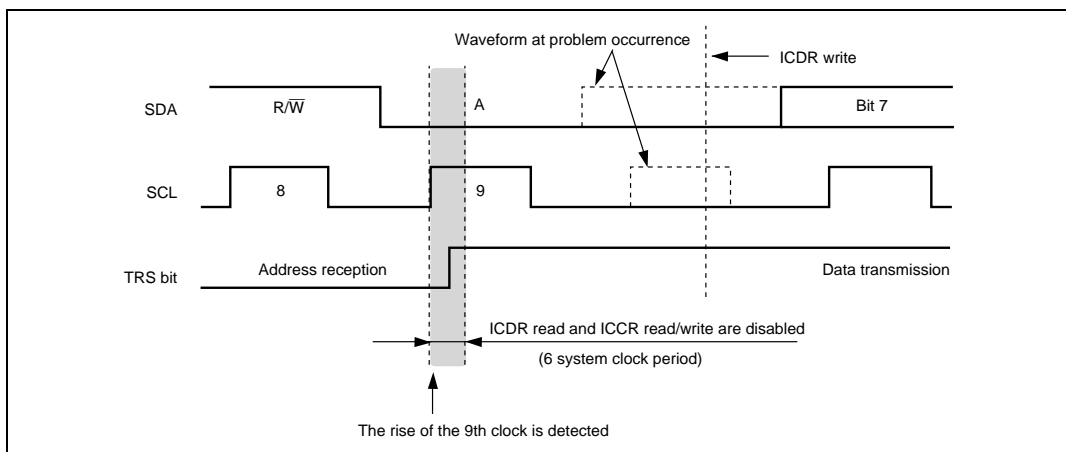 Waveform at problem occurrence
ICDR write
SDA
R/W̅
A
Bit 7
SCL
8
9
TRS bit
Address reception
Data transmission
ICDR read and ICCR read/write are disabled
(6 system clock period)
The rise of the 9th clock is detected